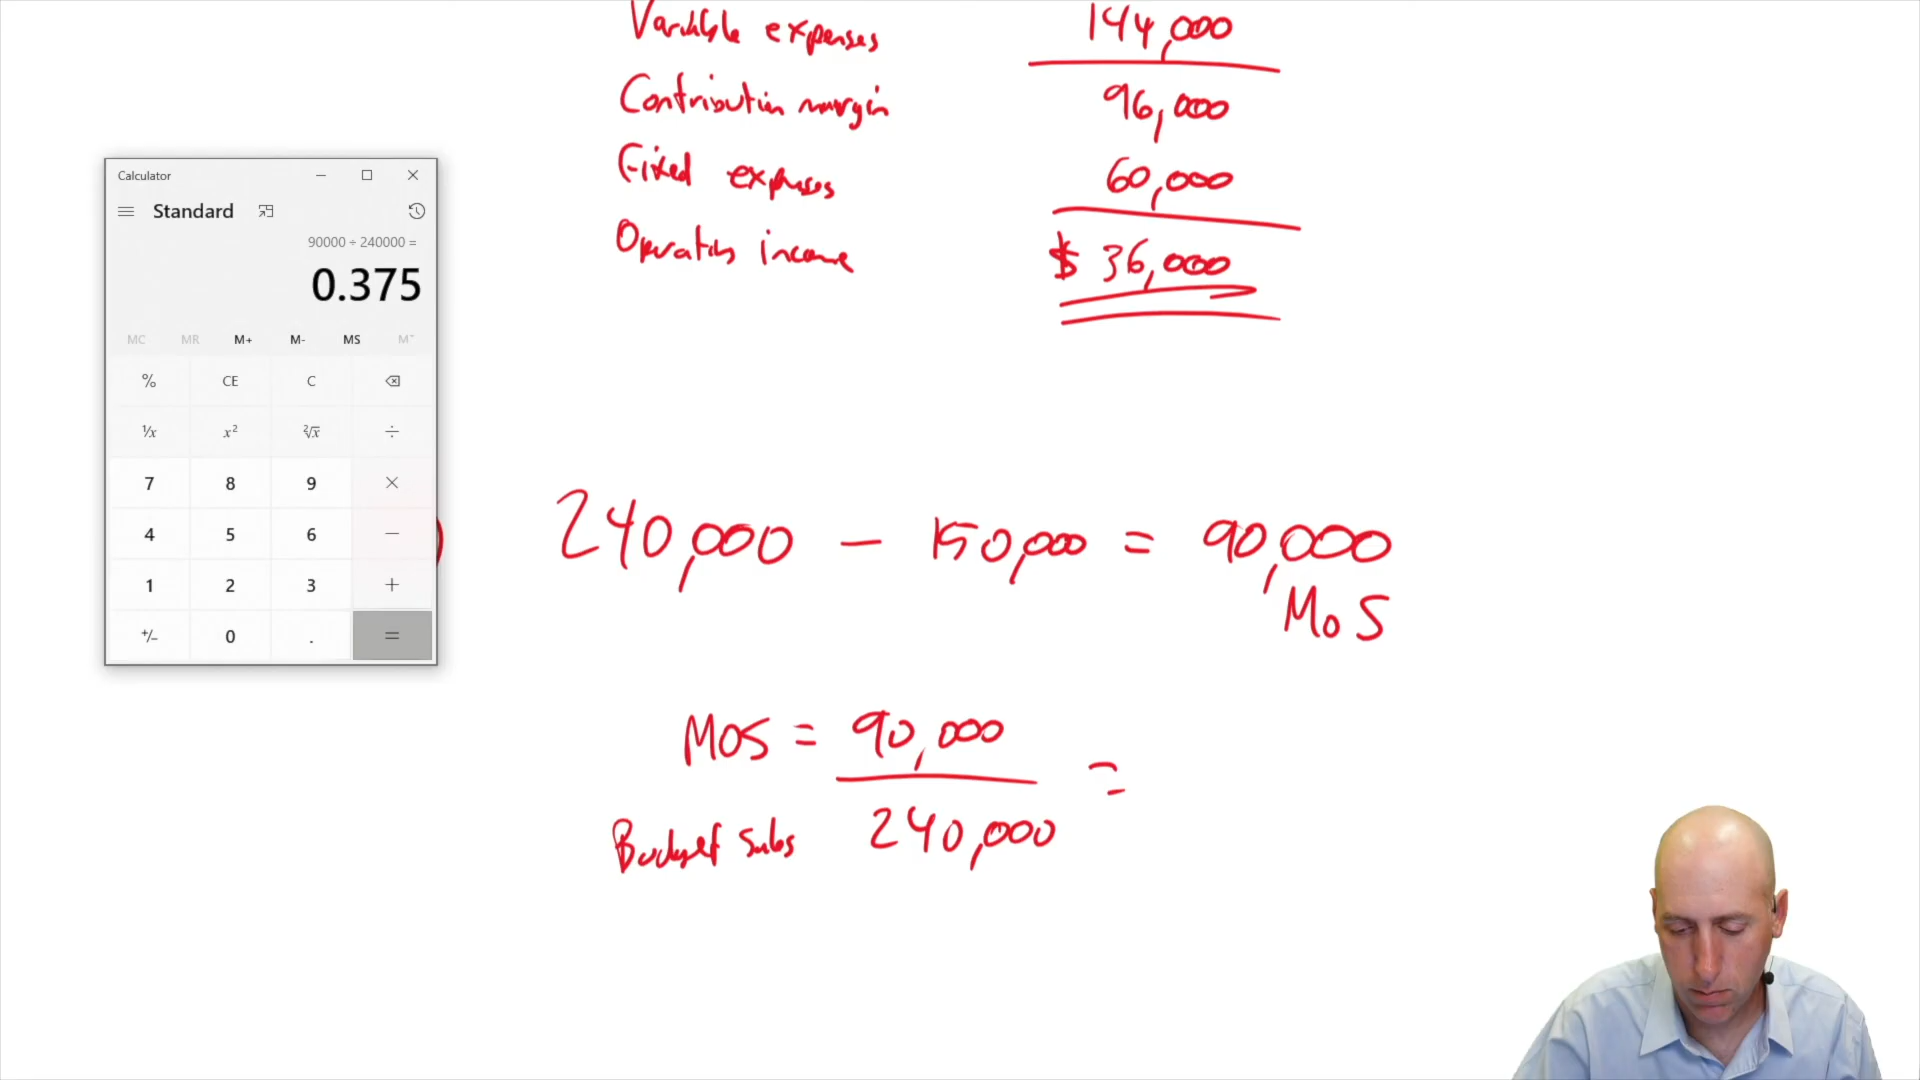 Variable expenses 144,000
Contribution margin 96,000
Fixed expenses 60,000
Operating income $ 36,000
Calculator
Standard
90000 ÷ 240000 =
0.375
MC MR M+ M- MS M˅
% CE C
¹/x x² ²√x ÷
7 8 9 ×
4 5 6 −
1 2 3 +
+/− 0 . =
240,000 − 150,000 = 90,000
MoS
MOS = 90,000 =
Budget Sales 240,000